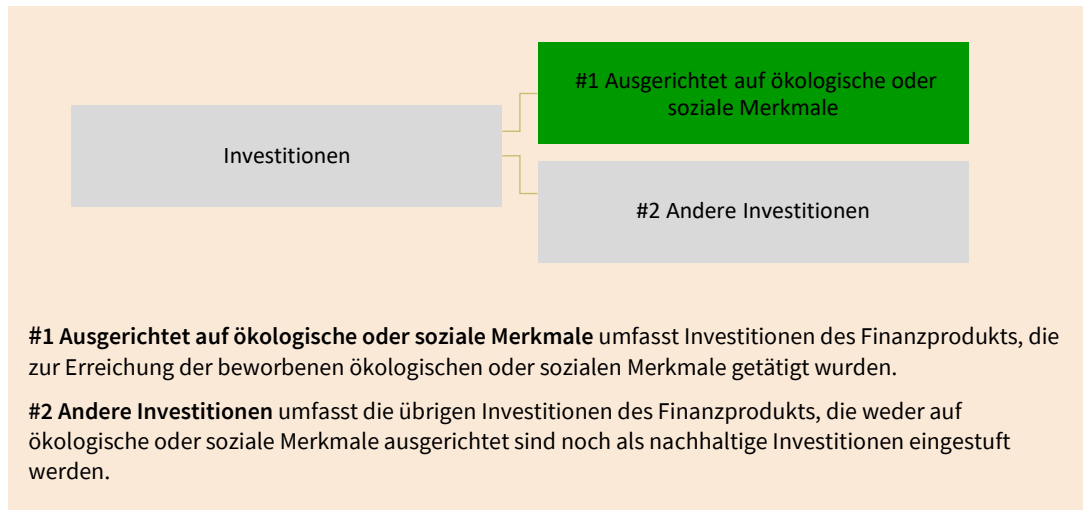 #1 Ausgerichtet auf ökologische oder
soziale Merkmale
Investitionen
#2 Andere Investitionen
#1 Ausgerichtet auf ökologische oder soziale Merkmale umfasst Investitionen des Finanzprodukts, die
zur Erreichung der beworbenen ökologischen oder sozialen Merkmale getätigt wurden.
#2 Andere Investitionen umfasst die übrigen Investitionen des Finanzprodukts, die weder auf
ökologische oder soziale Merkmale ausgerichtet sind noch als nachhaltige Investitionen eingestuft
werden.